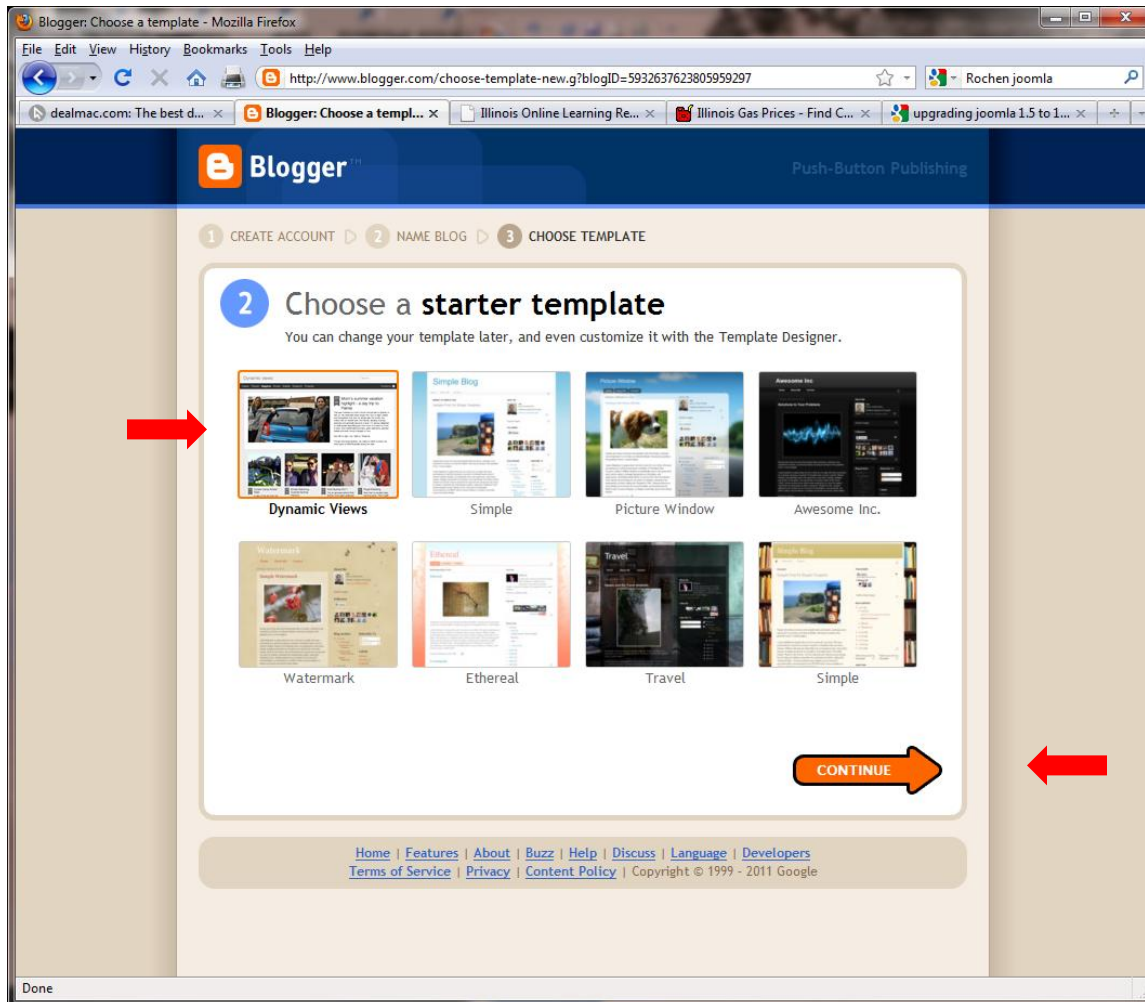 Blogger: Choose a template - Mozilla Firefox
File Edit View History Bookmarks Tools Help
http://www.blogger.com/choose-template-new.g?blogID=5932637623805959297
Rochen joomla
dealmac.com: The best d...
Blogger: Choose a templ...
Illinois Online Learning Re...
Illinois Gas Prices - Find C...
upgrading joomla 1.5 to 1...
Blogger™
Push-Button Publishing
1 CREATE ACCOUNT 2 NAME BLOG 3 CHOOSE TEMPLATE
2 Choose a starter template
You can change your template later, and even customize it with the Template Designer.
Simple Blog
Picture Window
Awesome Inc.
Dynamic Views
Simple
Picture Window
Awesome Inc.
Watermark
Simple Watermark
Ethereal
Travel
Simple Blog
Watermark
Ethereal
Travel
Simple
CONTINUE
Home | Features | About | Buzz | Help | Discuss | Language | Developers
Terms of Service | Privacy | Content Policy | Copyright © 1999 - 2011 Google
Done